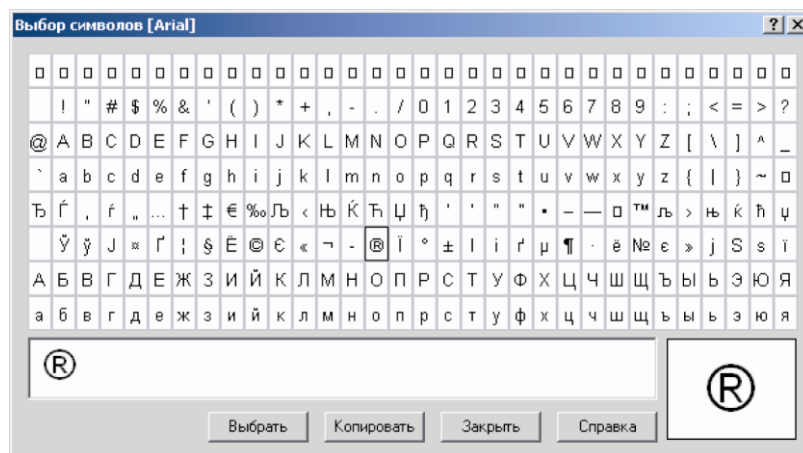 Выбор символов [Arial]
! " # $ % & ' ( ) * + , - . / 0 1 2 3 4 5 6 7 8 9 : ; < = > ?
@ A B C D E F G H I J K L M N O P Q R S T U V W X Y Z [ \ ] ^ _
` a b c d e f g h i j k l m n o p q r s t u v w x y z { | } ~
Ђ Ѓ ‚ ѓ „ … † ‡ € ‰ Љ ‹ Њ Ќ Ћ Џ ђ ‘ ’ “ ” • – — ™ љ › њ ќ ћ џ
Ў ў Ј ¤ Ґ ¦ § Ё © Є « ¬ - ® Ї ° ± І і ґ µ ¶ · ё № є » ј Ѕ ѕ ї
А Б В Г Д Е Ж З И Й К Л М Н О П Р С Т У Ф Х Ц Ч Ш Щ Ъ Ы Ь Э Ю Я
а б в г д е ж з и й к л м н о п р с т у ф х ц ч ш щ ъ ы ь э ю я
®
®
Выбрать Копировать Закрыть Справка